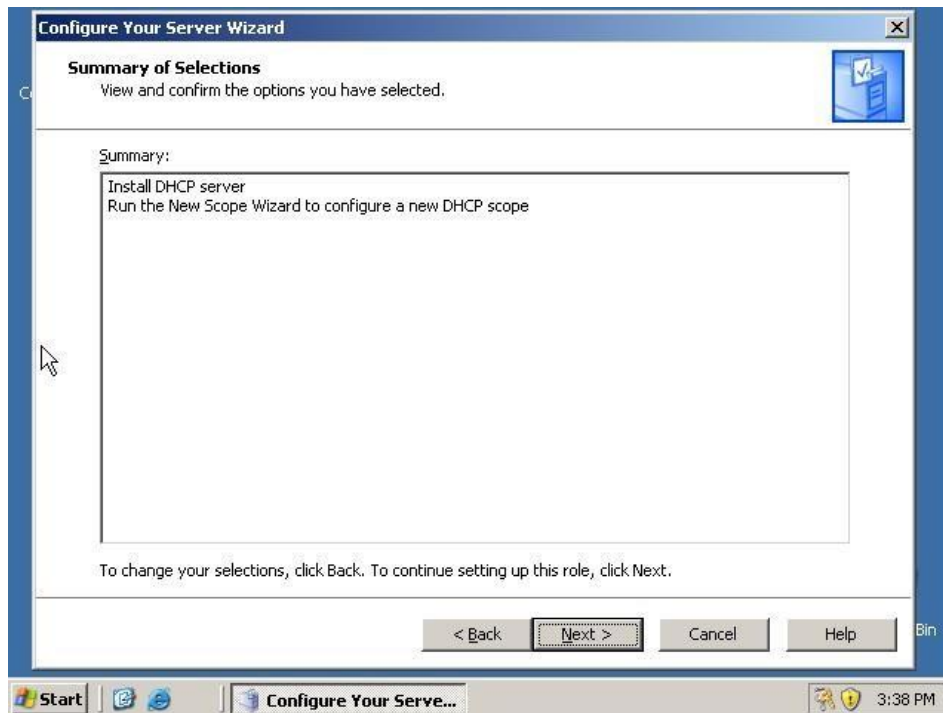 Configure Your Server Wizard
Summary of Selections
View and confirm the options you have selected.
Summary:
Install DHCP server
Run the New Scope Wizard to configure a new DHCP scope
To change your selections, click Back. To continue setting up this role, click Next.
< Back Next > Cancel Help
Bin
Start Configure Your Serve... 3:38 PM